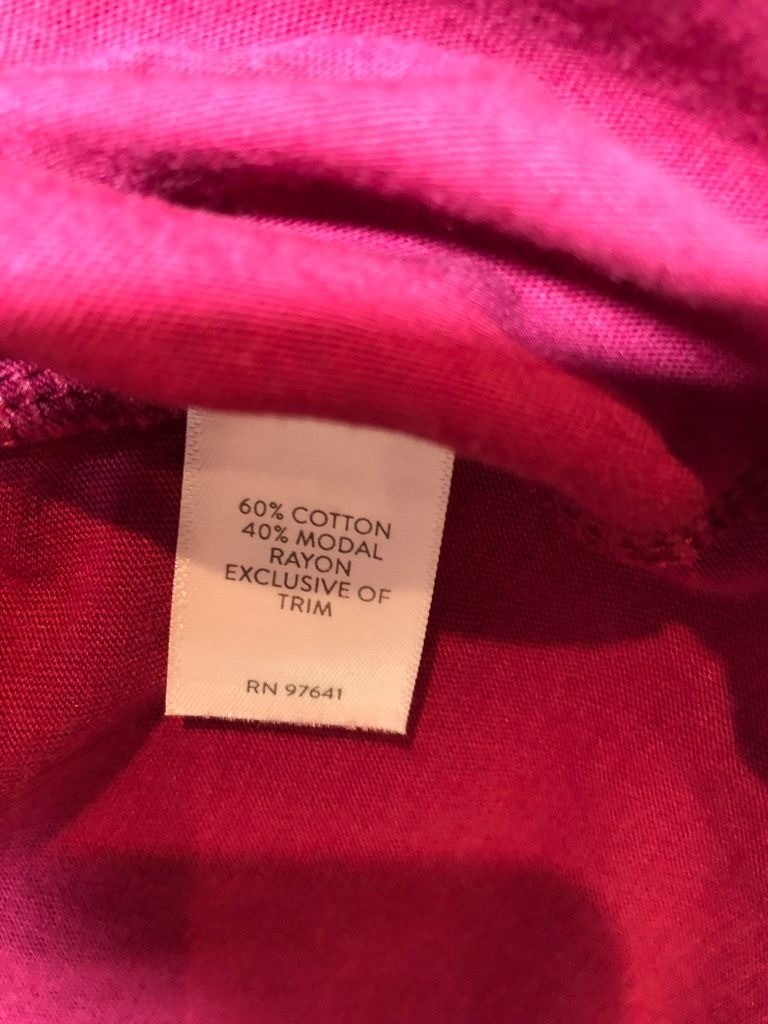 60% COTTON
40% MODAL
RAYON
EXCLUSIVE OF
TRIM
RN 97641